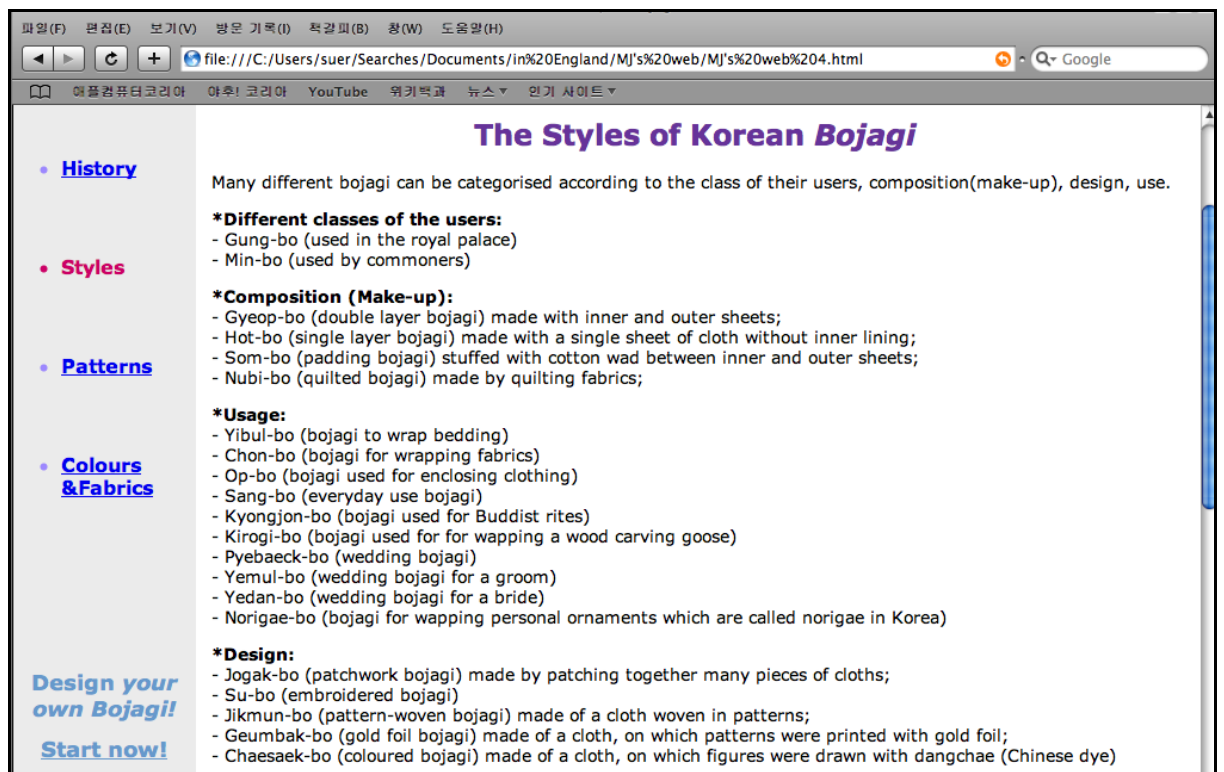 파일(F) 편집(E) 보기(V) 방문 기록(I) 책갈피(B) 창(W) 도움말(H)
file:///C:/Users/suer/Searches/Documents/in%20England/MJ's%20web/MJ's%20web%204.html
Google
애플컴퓨터코리아 야후! 코리아 YouTube 위키백과 뉴스 인기 사이트
History
Styles
Patterns
Colours
&Fabrics
Design your
own Bojagi!
Start now!
The Styles of Korean Bojagi
Many different bojagi can be categorised according to the class of their users, composition(make-up), design, use.
*Different classes of the users:
- Gung-bo (used in the royal palace)
- Min-bo (used by commoners)
*Composition (Make-up):
- Gyeop-bo (double layer bojagi) made with inner and outer sheets;
- Hot-bo (single layer bojagi) made with a single sheet of cloth without inner lining;
- Som-bo (padding bojagi) stuffed with cotton wad between inner and outer sheets;
- Nubi-bo (quilted bojagi) made by quilting fabrics;
*Usage:
- Yibul-bo (bojagi to wrap bedding)
- Chon-bo (bojagi for wrapping fabrics)
- Op-bo (bojagi used for enclosing clothing)
- Sang-bo (everyday use bojagi)
- Kyongjon-bo (bojagi used for Buddist rites)
- Kirogi-bo (bojagi used for for wapping a wood carving goose)
- Pyebaeck-bo (wedding bojagi)
- Yemul-bo (wedding bojagi for a groom)
- Yedan-bo (wedding bojagi for a bride)
- Norigae-bo (bojagi for wapping personal ornaments which are called norigae in Korea)
*Design:
- Jogak-bo (patchwork bojagi) made by patching together many pieces of cloths;
- Su-bo (embroidered bojagi)
- Jikmun-bo (pattern-woven bojagi) made of a cloth woven in patterns;
- Geumbak-bo (gold foil bojagi) made of a cloth, on which patterns were printed with gold foil;
- Chaesaek-bo (coloured bojagi) made of a cloth, on which figures were drawn with dangchae (Chinese dye)